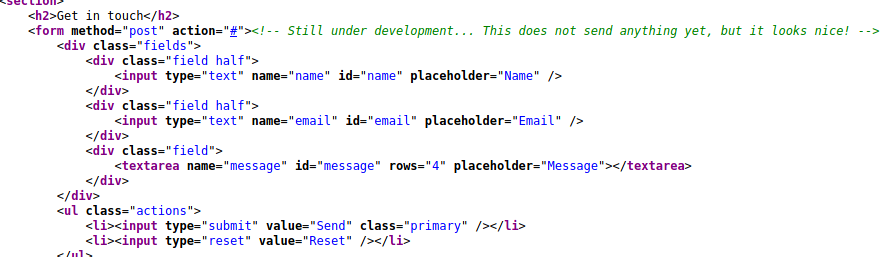 <section>
<h2>Get in touch</h2>
<form method="post" action="#"><!-- Still under development... This does not send anything yet, but it looks nice! -->
<div class="fields">
<div class="field half">
<input type="text" name="name" id="name" placeholder="Name" />
</div>
<div class="field half">
<input type="text" name="email" id="email" placeholder="Email" />
</div>
<div class="field">
<textarea name="message" id="message" rows="4" placeholder="Message"></textarea>
</div>
</div>
<ul class="actions">
<li><input type="submit" value="Send" class="primary" /></li>
<li><input type="reset" value="Reset" /></li>
</ul>